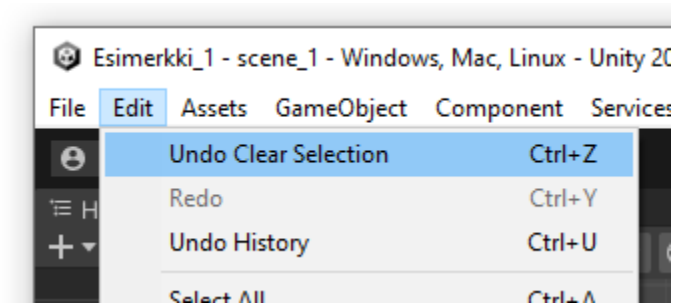 Esimerkki_1 - scene_1 - Windows, Mac, Linux - Unity 20
File Edit Assets GameObject Component Services
Undo Clear Selection Ctrl+Z
H
Redo Ctrl+Y
+ Undo History Ctrl+U
Select All Ctrl+A